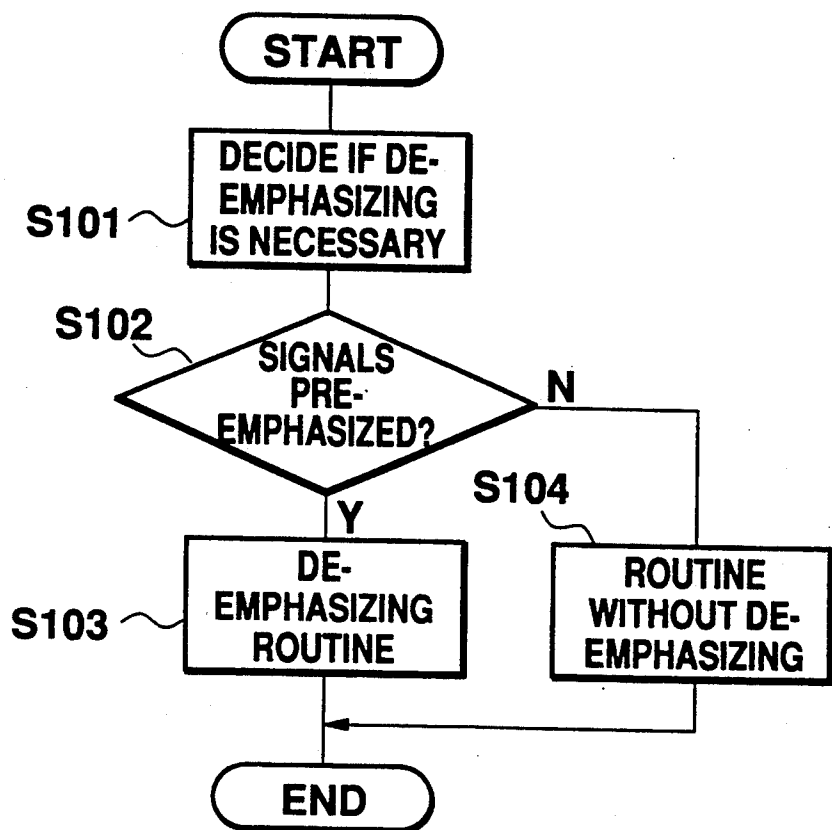 START
DECIDE IF DE-
EMPHASIZING
IS NECESSARY
S101
S102
SIGNALS
PRE-
EMPHASIZED?
N
Y
S104
DE-
EMPHASIZING
ROUTINE
S103
ROUTINE
WITHOUT DE-
EMPHASIZING
END